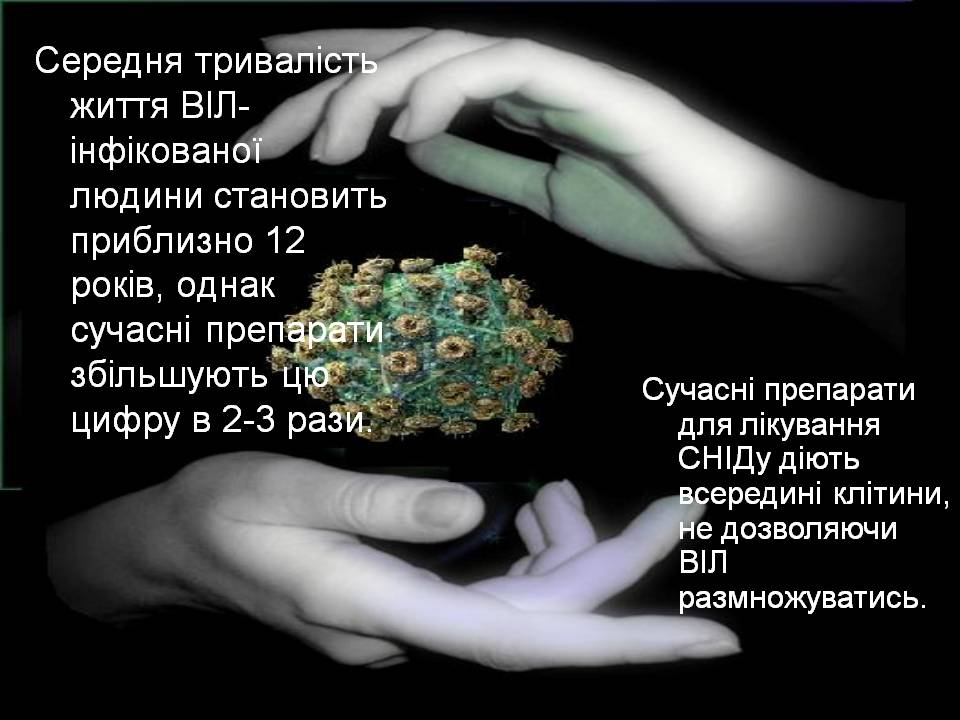 Середня тривалість
життя ВІЛ-
інфікованої
людини становить
приблизно 12
років, однак
сучасні препарати
збільшують цю
цифру в 2-3 рази.
Сучасні препарати
для лікування
СНІДу діють
всередині клітини,
не дозволяючи
ВІЛ
размножуватись.